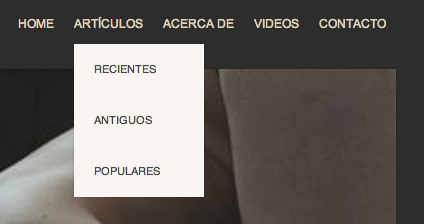 HOME ARTÍCULOS ACERCA DE VIDEOS CONTACTO
RECIENTES
ANTIGUOS
POPULARES